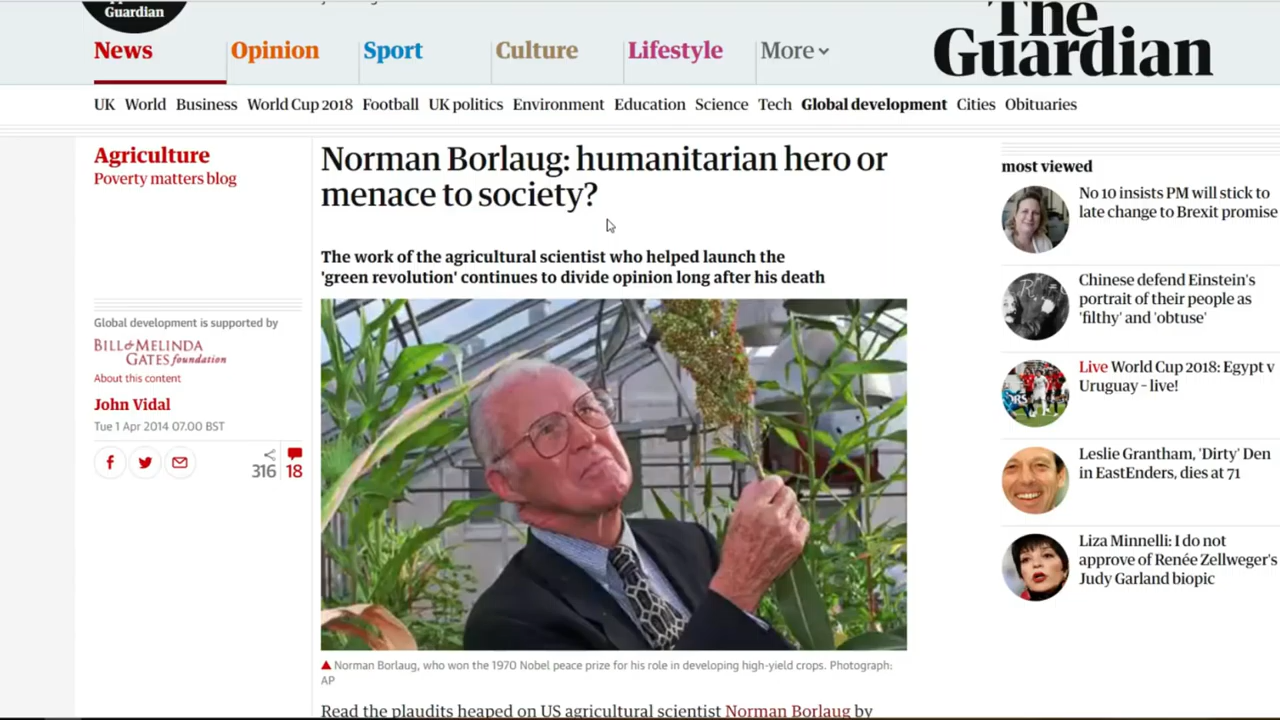 Guardian
The
Guardian
News
Opinion
Sport
Culture
Lifestyle
More
UK World Business World Cup 2018 Football UK politics Environment Education Science Tech Global development Cities Obituaries
Agriculture
Poverty matters blog
Norman Borlaug: humanitarian hero or
menace to society?
The work of the agricultural scientist who helped launch the
'green revolution' continues to divide opinion long after his death
Global development is supported by
BILL & MELINDA
GATES foundation
About this content
John Vidal
Tue 1 Apr 2014 07.00 BST
316
18
Norman Borlaug, who won the 1970 Nobel peace prize for his role in developing high-yield crops. Photograph:
AP
Read the plaudits heaped on US agricultural scientist Norman Borlaug by
most viewed
No 10 insists PM will stick to
late change to Brexit promise
Chinese defend Einstein's
portrait of their people as
'filthy' and 'obtuse'
Live World Cup 2018: Egypt v
Uruguay – live!
Leslie Grantham, 'Dirty' Den
in EastEnders, dies at 71
Liza Minnelli: I do not
approve of Renée Zellweger's
Judy Garland biopic